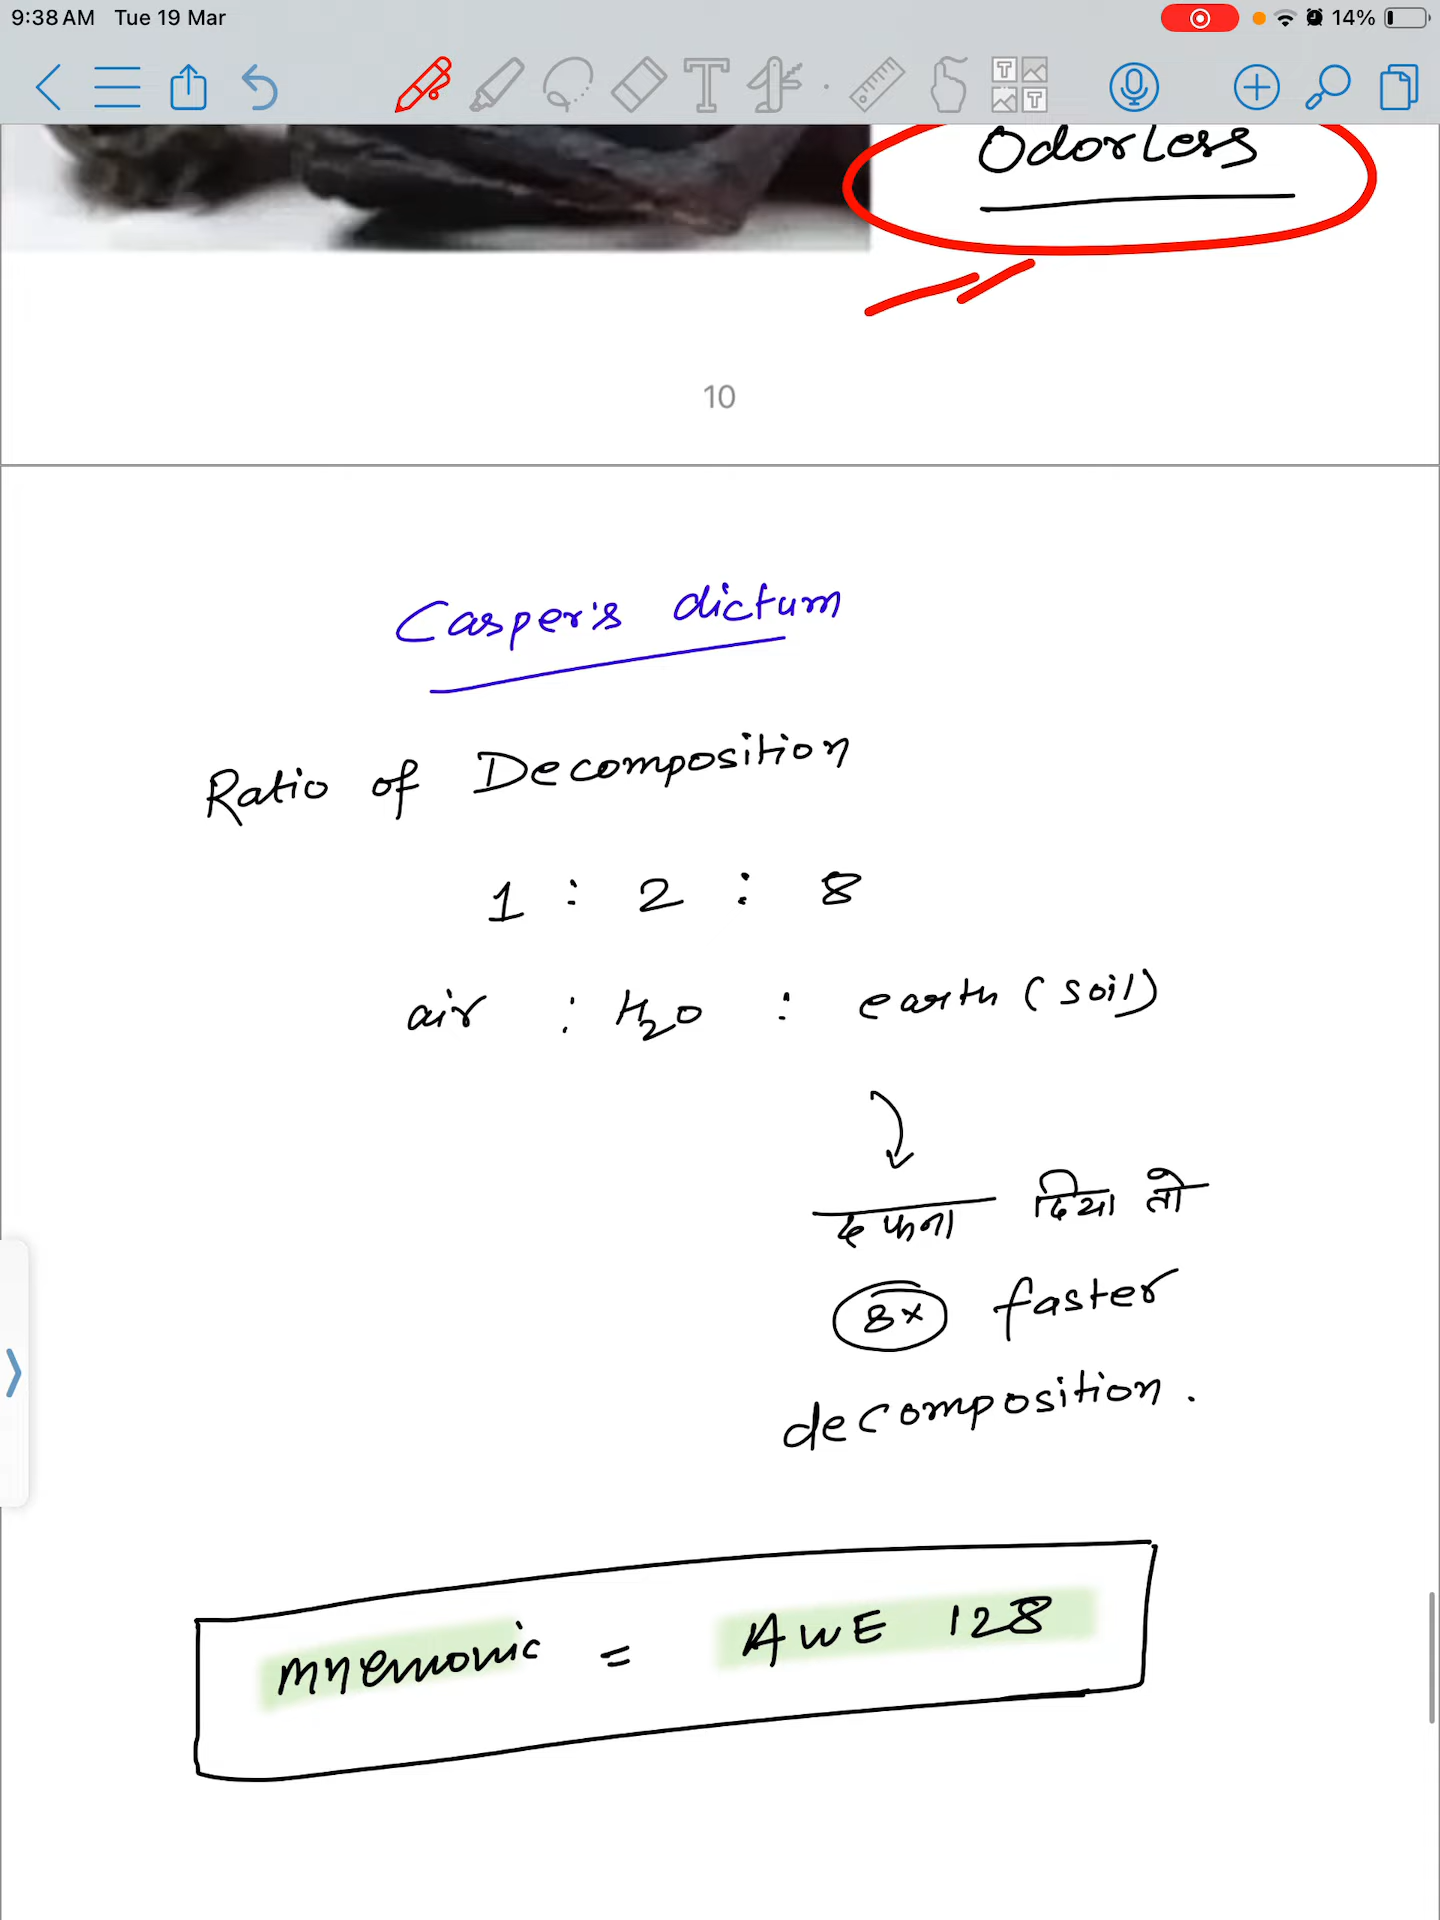 9:38 AM Tue 19 Mar 14%
Odorless
10
Casper's dictum
Ratio of Decomposition
1 : 2 : 8
air : H₂O : earth (soil)
दफना दिया तो
8x faster
decomposition.
Mnemonic = AWE 128